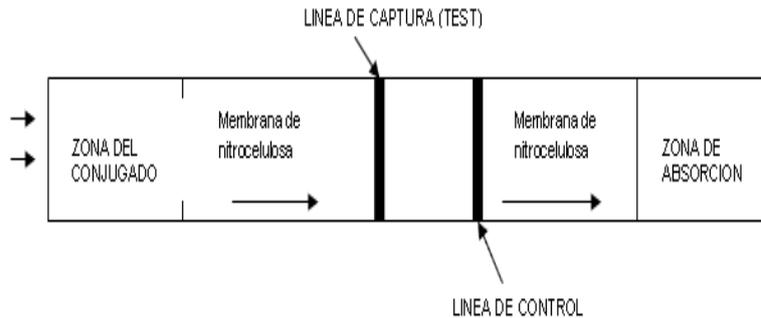 LINEA DE CAPTURA (TEST)
ZONA DEL
CONJUGADO
Membrana de
nitrocelulosa
Membrana de
nitrocelulosa
ZONA DE
ABSORCION
LINEA DE CONTROL